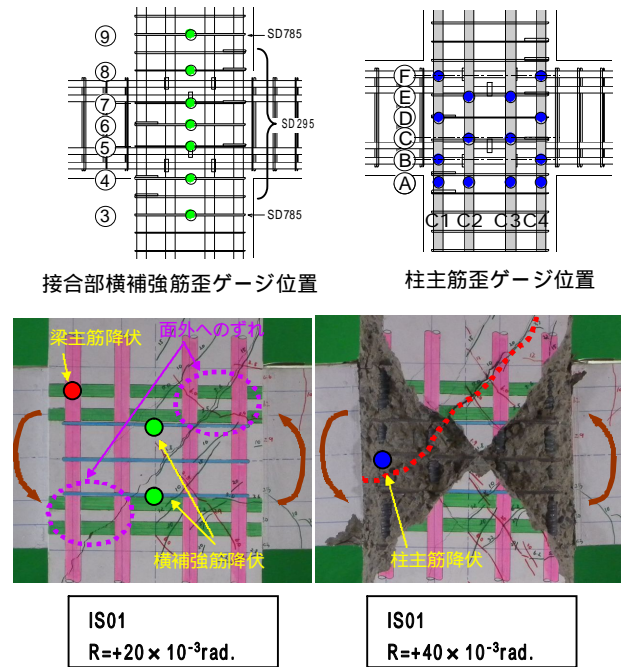 ⑨
SD785
⑧
⑦
⑥
SD295
⑤
④
③
SD785
接合部横補強筋歪ゲージ位置
Ⓕ
Ⓔ
Ⓓ
Ⓒ
Ⓑ
Ⓐ
C1 C2 C3 C4
柱主筋歪ゲージ位置
梁主筋降伏
面外へのずれ
横補強筋降伏
柱主筋降伏
IS01
R=+20×10⁻³rad.
IS01
R=+40×10⁻³rad.